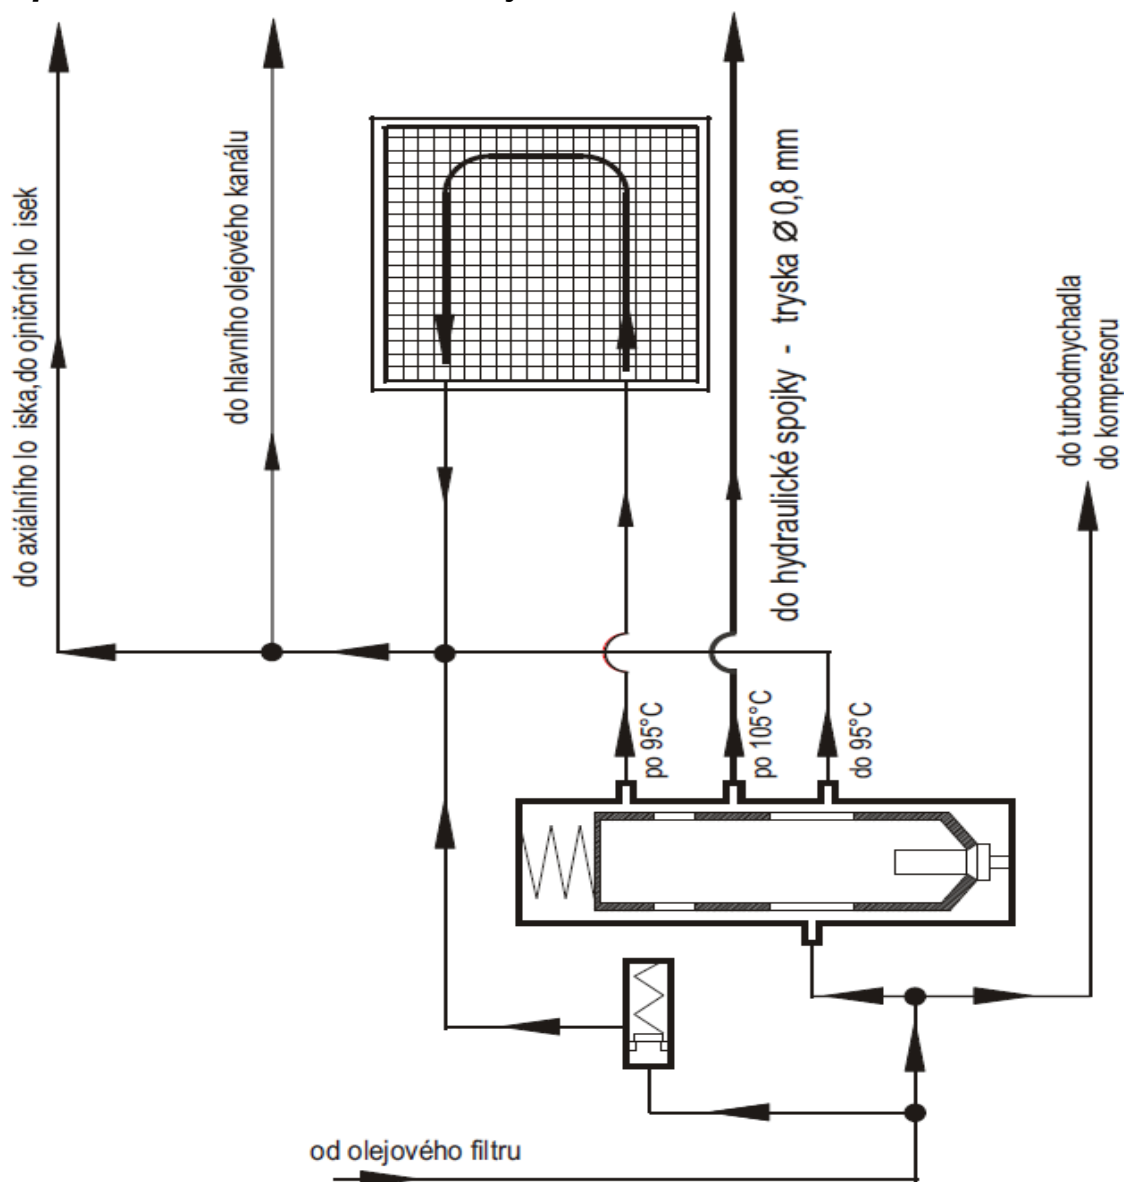 do axiálního lo iska,do ojničních lo isek
do hlavního olejového kanálu
do hydraulické spojky - tryska Ø 0,8 mm
do turbodmychadla
do kompresoru
po 95°C
po 105°C
do 95°C
od olejového filtru